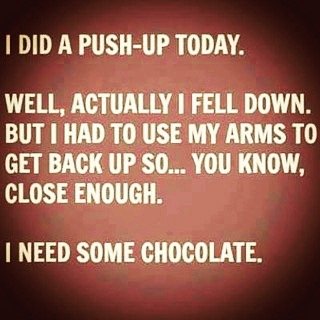 I DID A PUSH-UP TODAY.
WELL, ACTUALLY I FELL DOWN.
BUT I HAD TO USE MY ARMS TO
GET BACK UP SO... YOU KNOW,
CLOSE ENOUGH.
I NEED SOME CHOCOLATE.